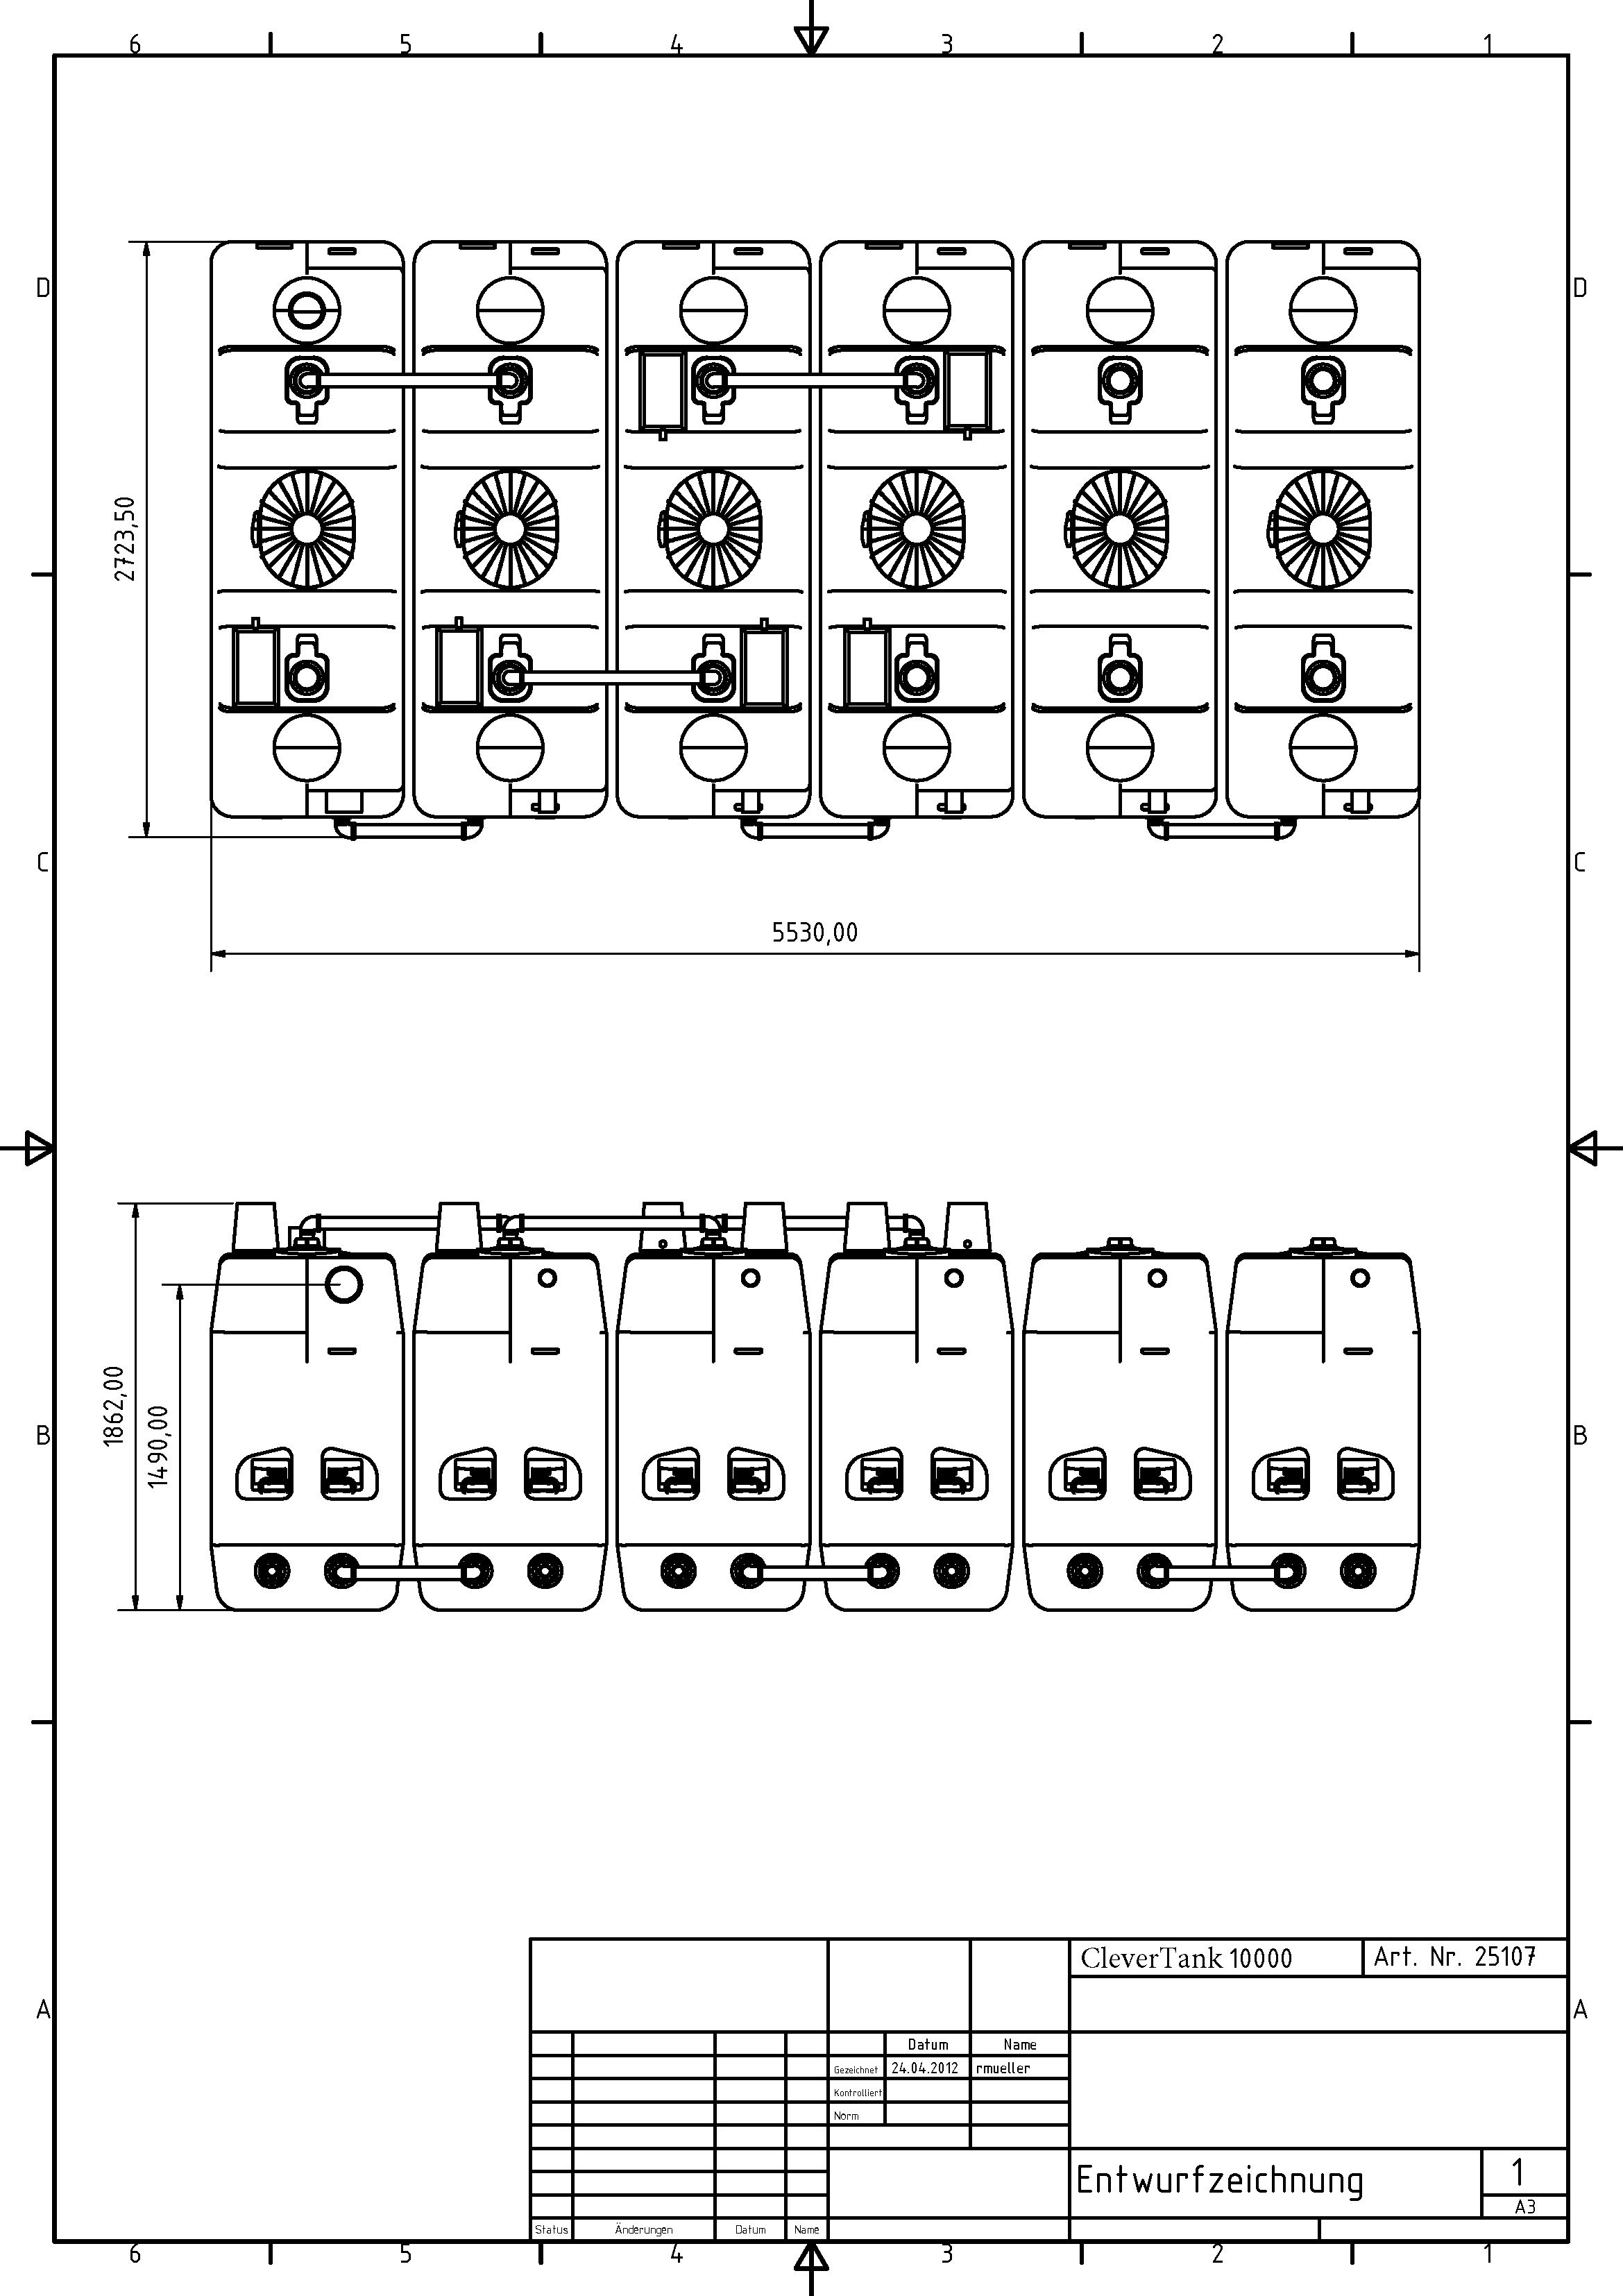 6 5 4 3 2 1
D D
2723,50
C C
5530,00
1862,00
1490,00
B B
CleverTank 10000 Art. Nr. 25107
A A
Datum Name
Gezeichnet 24.04.2012 rmueller
Kontrolliert
Norm
Entwurfzeichnung 1
A3
Status Änderungen Datum Name
6 5 4 3 2 1